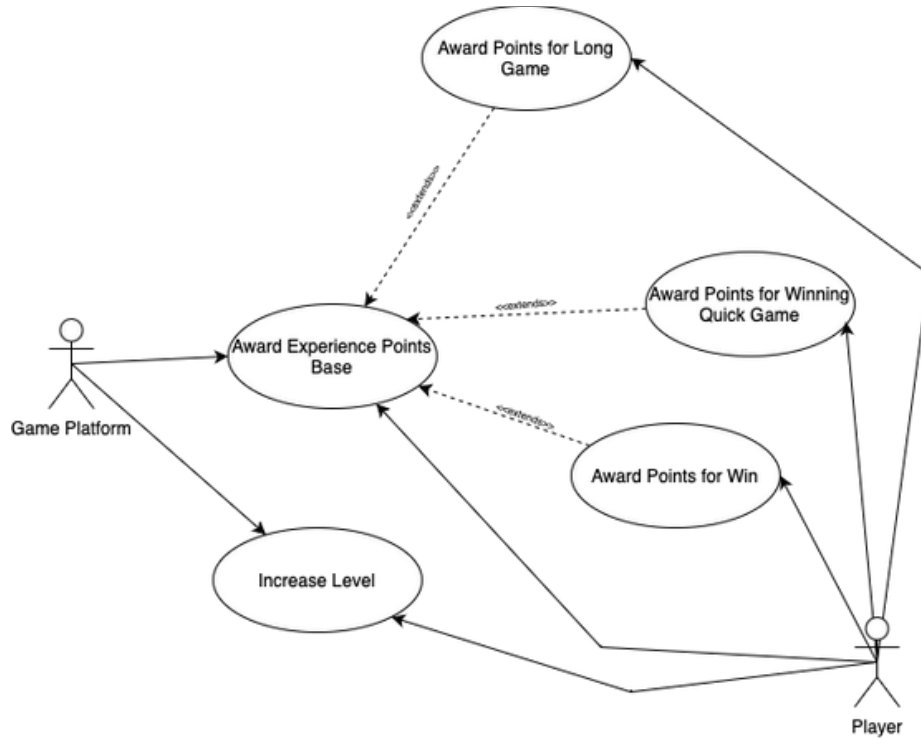 Award Points for Long
Game
<<extends>>
Award Points for Winning
Quick Game
<<extends>>
Award Experience Points
Base
Game Platform
<<extends>>
Award Points for Win
Increase Level
Player